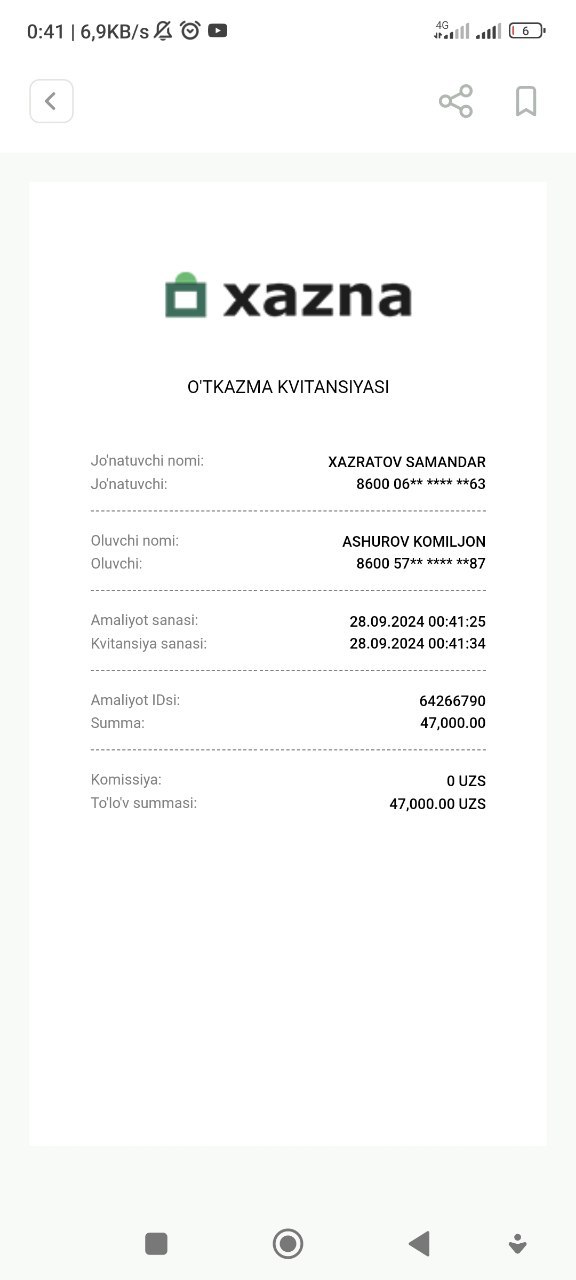 0:41 | 6,9KB/s
4G
6
xazna
O'TKAZMA KVITANSIYASI
Jo'natuvchi nomi: XAZRATOV SAMANDAR
Jo'natuvchi: 8600 06** **** **63
Oluvchi nomi: ASHUROV KOMILJON
Oluvchi: 8600 57** **** **87
Amaliyot sanasi: 28.09.2024 00:41:25
Kvitansiya sanasi: 28.09.2024 00:41:34
Amaliyot IDsi: 64266790
Summa: 47,000.00
Komissiya: 0 UZS
To'lo'v summasi: 47,000.00 UZS